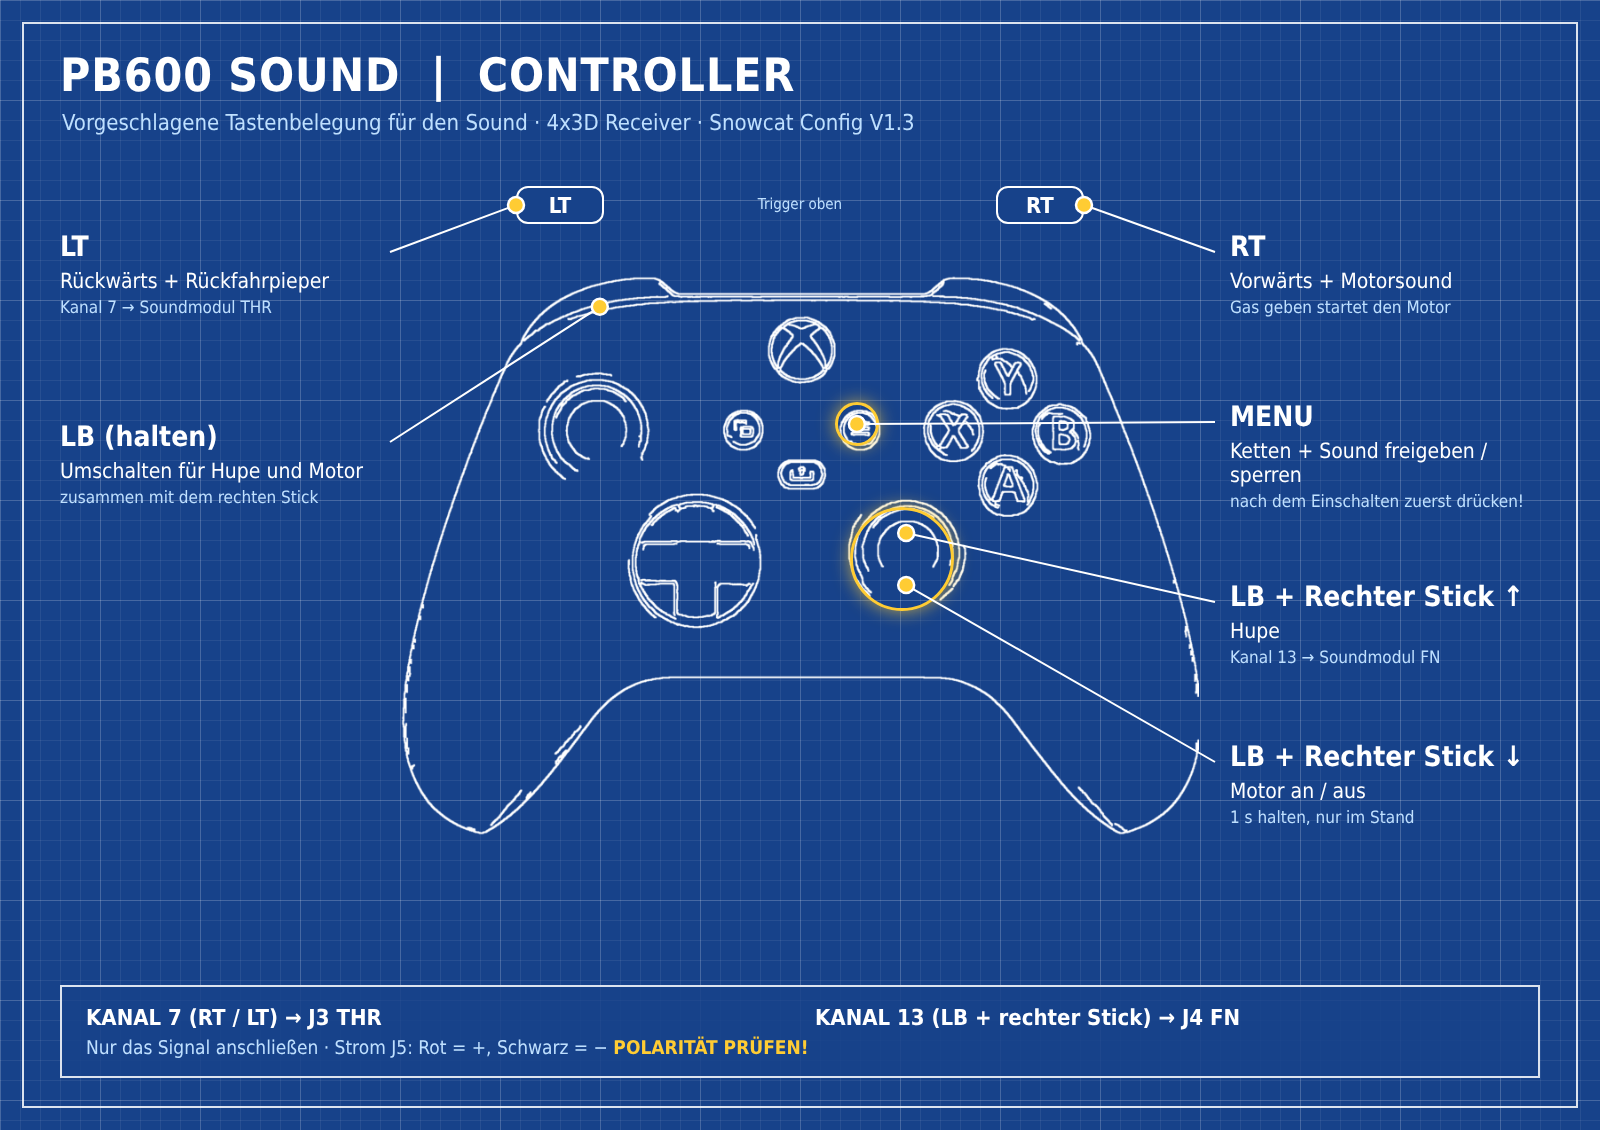 PB600 SOUND | CONTROLLER
Vorgeschlagene Tastenbelegung für den Sound · 4x3D Receiver · Snowcat Config V1.3
LT
Trigger oben
RT
LT
Rückwärts + Rückfahrpieper
Kanal 7 → Soundmodul THR
RT
Vorwärts + Motorsound
Gas geben startet den Motor
LB (halten)
Umschalten für Hupe und Motor
zusammen mit dem rechten Stick
Y
X
B
A
MENU
Ketten + Sound freigeben /
sperren
nach dem Einschalten zuerst drücken!
LB + Rechter Stick ↑
Hupe
Kanal 13 → Soundmodul FN
LB + Rechter Stick ↓
Motor an / aus
1 s halten, nur im Stand
KANAL 7 (RT / LT) → J3 THR
KANAL 13 (LB + rechter Stick) → J4 FN
Nur das Signal anschließen · Strom J5: Rot = +, Schwarz = − POLARITÄT PRÜFEN!